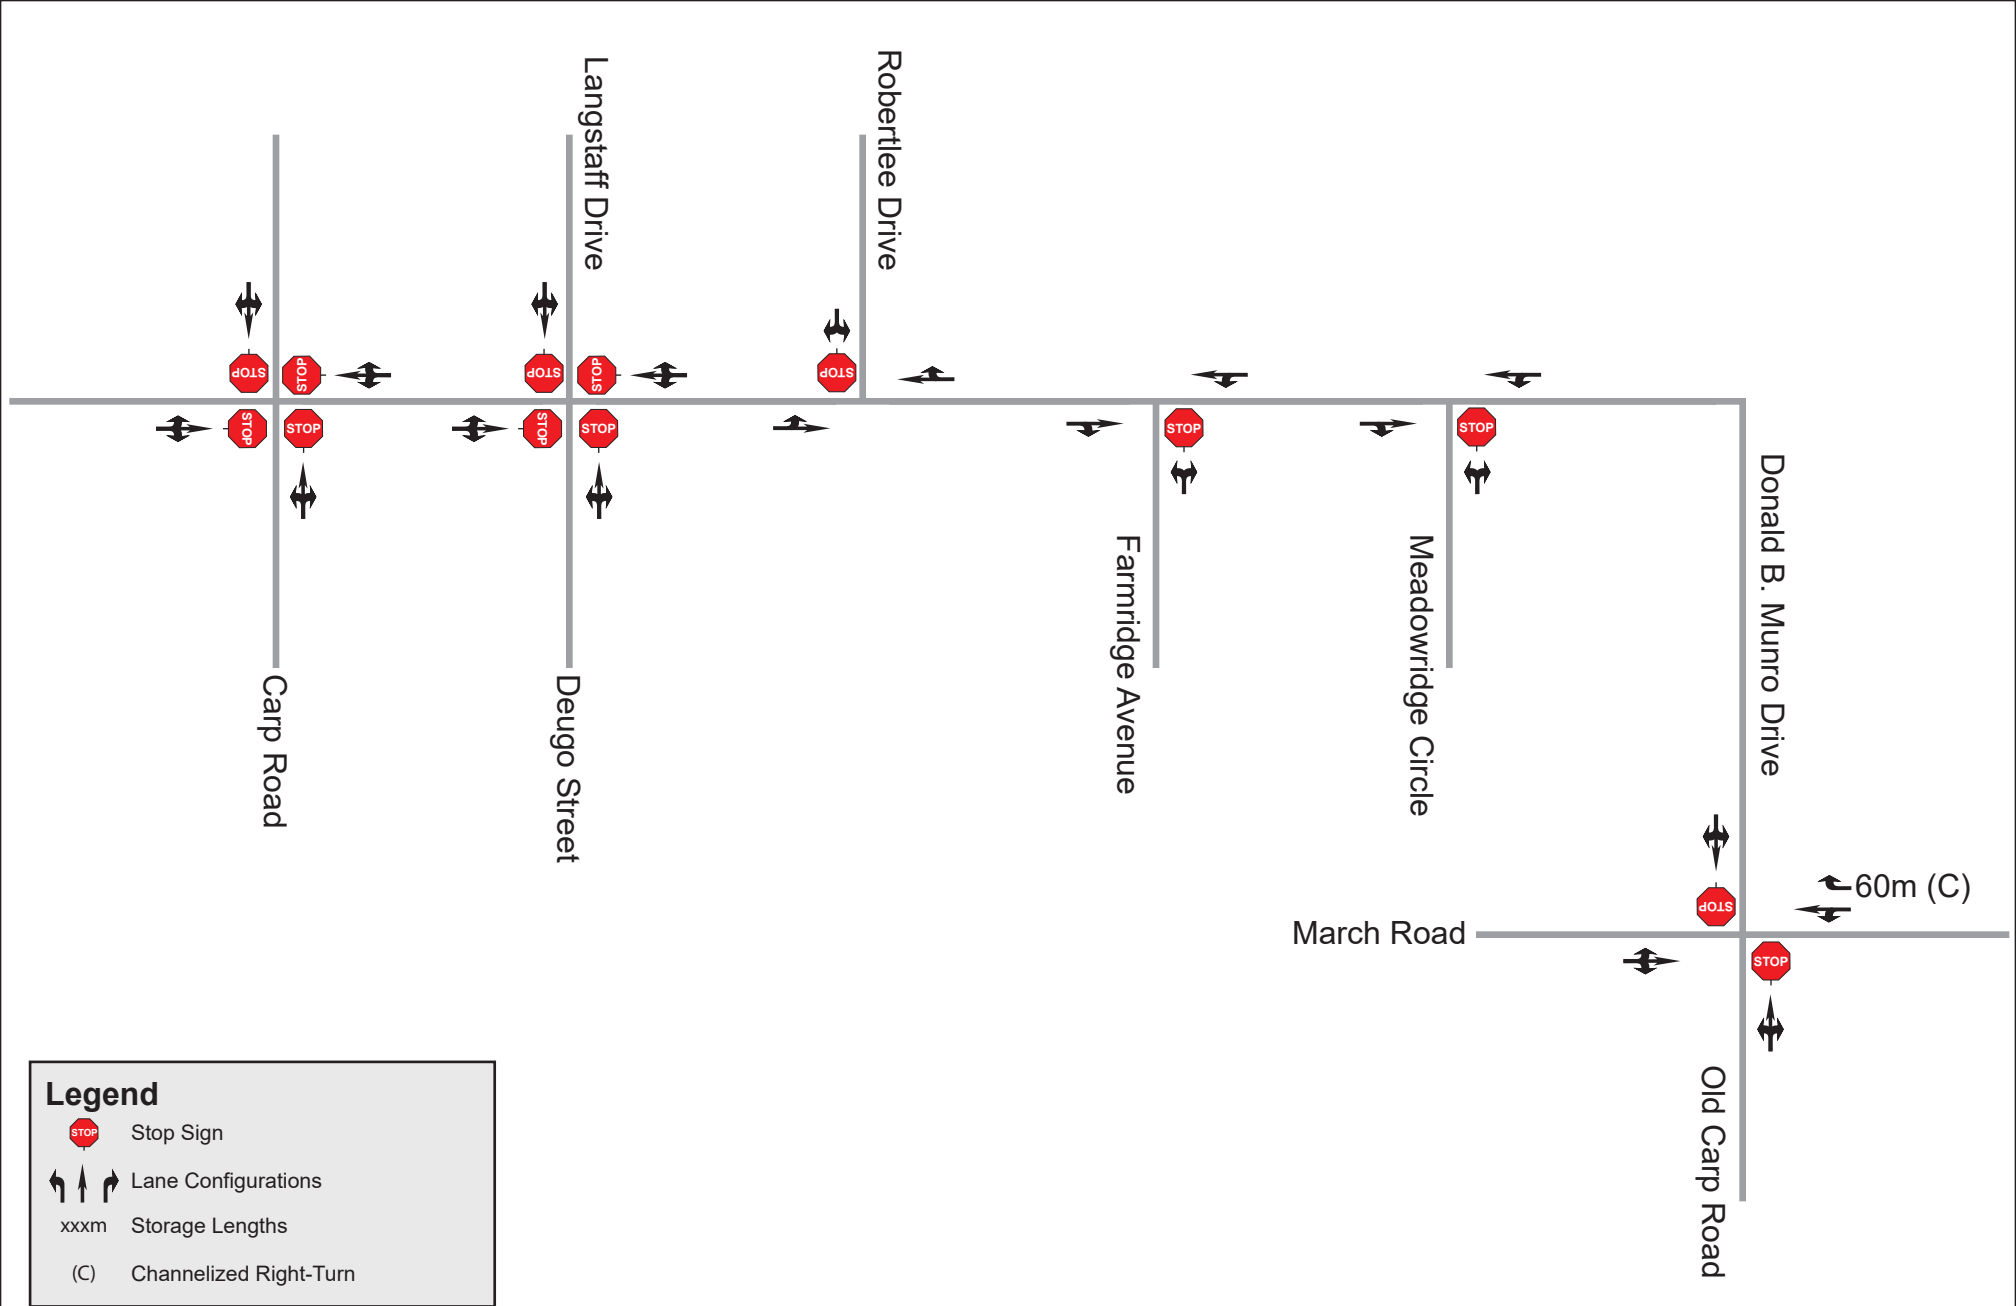 Langstaff Drive
Robertlee Drive
STOP
STOP
STOP
STOP
STOP
STOP
STOP
STOP
STOP
STOP
STOP
Farmridge Avenue
Meadowridge Circle
Donald B. Munro Drive
Carp Road
Deugo Street
60m (C)
STOP
March Road
STOP
Old Carp Road
Legend
STOP Stop Sign
Lane Configurations
xxxm Storage Lengths
(C) Channelized Right-Turn